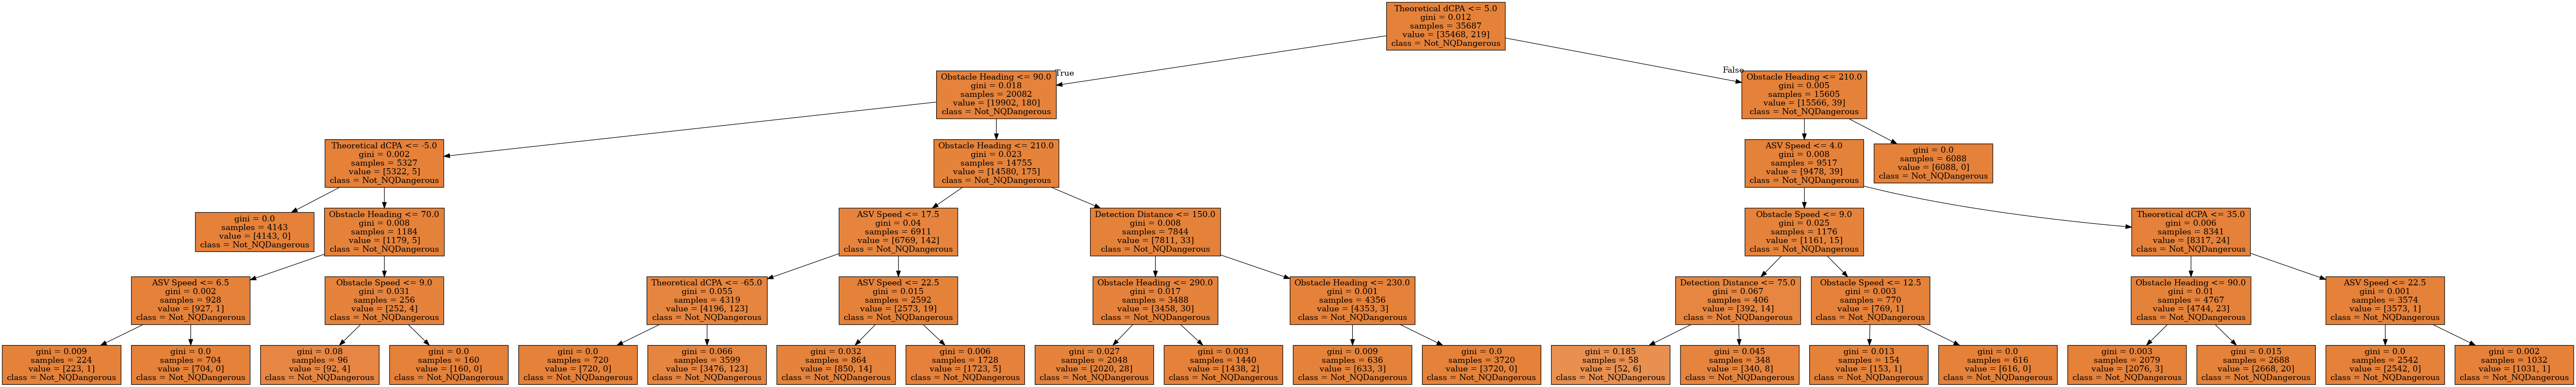 Theoretical dCPA <= 5.0
gini = 0.012
samples = 35687
value = [35468, 219]
class = Not_NQDangerous
True
False
Obstacle Heading <= 90.0
gini = 0.018
samples = 20082
value = [19902, 180]
class = Not_NQDangerous
Obstacle Heading <= 210.0
gini = 0.005
samples = 15605
value = [15566, 39]
class = Not_NQDangerous
Theoretical dCPA <= -5.0
gini = 0.002
samples = 5327
value = [5322, 5]
class = Not_NQDangerous
Obstacle Heading <= 210.0
gini = 0.023
samples = 14755
value = [14580, 175]
class = Not_NQDangerous
ASV Speed <= 4.0
gini = 0.008
samples = 9517
value = [9478, 39]
class = Not_NQDangerous
gini = 0.0
samples = 6088
value = [6088, 0]
class = Not_NQDangerous
gini = 0.0
samples = 4143
value = [4143, 0]
class = Not_NQDangerous
Obstacle Heading <= 70.0
gini = 0.008
samples = 1184
value = [1179, 5]
class = Not_NQDangerous
ASV Speed <= 17.5
gini = 0.04
samples = 6911
value = [6769, 142]
class = Not_NQDangerous
Detection Distance <= 150.0
gini = 0.008
samples = 7844
value = [7811, 33]
class = Not_NQDangerous
Obstacle Speed <= 9.0
gini = 0.025
samples = 1176
value = [1161, 15]
class = Not_NQDangerous
Theoretical dCPA <= 35.0
gini = 0.006
samples = 8341
value = [8317, 24]
class = Not_NQDangerous
ASV Speed <= 6.5
gini = 0.002
samples = 928
value = [927, 1]
class = Not_NQDangerous
Obstacle Speed <= 9.0
gini = 0.031
samples = 256
value = [252, 4]
class = Not_NQDangerous
Theoretical dCPA <= -65.0
gini = 0.055
samples = 4319
value = [4196, 123]
class = Not_NQDangerous
ASV Speed <= 22.5
gini = 0.015
samples = 2592
value = [2573, 19]
class = Not_NQDangerous
Obstacle Heading <= 290.0
gini = 0.017
samples = 3488
value = [3458, 30]
class = Not_NQDangerous
Obstacle Heading <= 230.0
gini = 0.001
samples = 4356
value = [4353, 3]
class = Not_NQDangerous
Detection Distance <= 75.0
gini = 0.067
samples = 406
value = [392, 14]
class = Not_NQDangerous
Obstacle Speed <= 12.5
gini = 0.003
samples = 770
value = [769, 1]
class = Not_NQDangerous
Obstacle Heading <= 90.0
gini = 0.01
samples = 4767
value = [4744, 23]
class = Not_NQDangerous
ASV Speed <= 22.5
gini = 0.001
samples = 3574
value = [3573, 1]
class = Not_NQDangerous
gini = 0.009
samples = 224
value = [223, 1]
class = Not_NQDangerous
gini = 0.0
samples = 704
value = [704, 0]
class = Not_NQDangerous
gini = 0.08
samples = 96
value = [92, 4]
class = Not_NQDangerous
gini = 0.0
samples = 160
value = [160, 0]
class = Not_NQDangerous
gini = 0.0
samples = 720
value = [720, 0]
class = Not_NQDangerous
gini = 0.066
samples = 3599
value = [3476, 123]
class = Not_NQDangerous
gini = 0.032
samples = 864
value = [850, 14]
class = Not_NQDangerous
gini = 0.006
samples = 1728
value = [1723, 5]
class = Not_NQDangerous
gini = 0.027
samples = 2048
value = [2020, 28]
class = Not_NQDangerous
gini = 0.003
samples = 1440
value = [1438, 2]
class = Not_NQDangerous
gini = 0.009
samples = 636
value = [633, 3]
class = Not_NQDangerous
gini = 0.0
samples = 3720
value = [3720, 0]
class = Not_NQDangerous
gini = 0.185
samples = 58
value = [52, 6]
class = Not_NQDangerous
gini = 0.045
samples = 348
value = [340, 8]
class = Not_NQDangerous
gini = 0.013
samples = 154
value = [153, 1]
class = Not_NQDangerous
gini = 0.0
samples = 616
value = [616, 0]
class = Not_NQDangerous
gini = 0.003
samples = 2079
value = [2076, 3]
class = Not_NQDangerous
gini = 0.015
samples = 2688
value = [2668, 20]
class = Not_NQDangerous
gini = 0.0
samples = 2542
value = [2542, 0]
class = Not_NQDangerous
gini = 0.002
samples = 1032
value = [1031, 1]
class = Not_NQDangerous